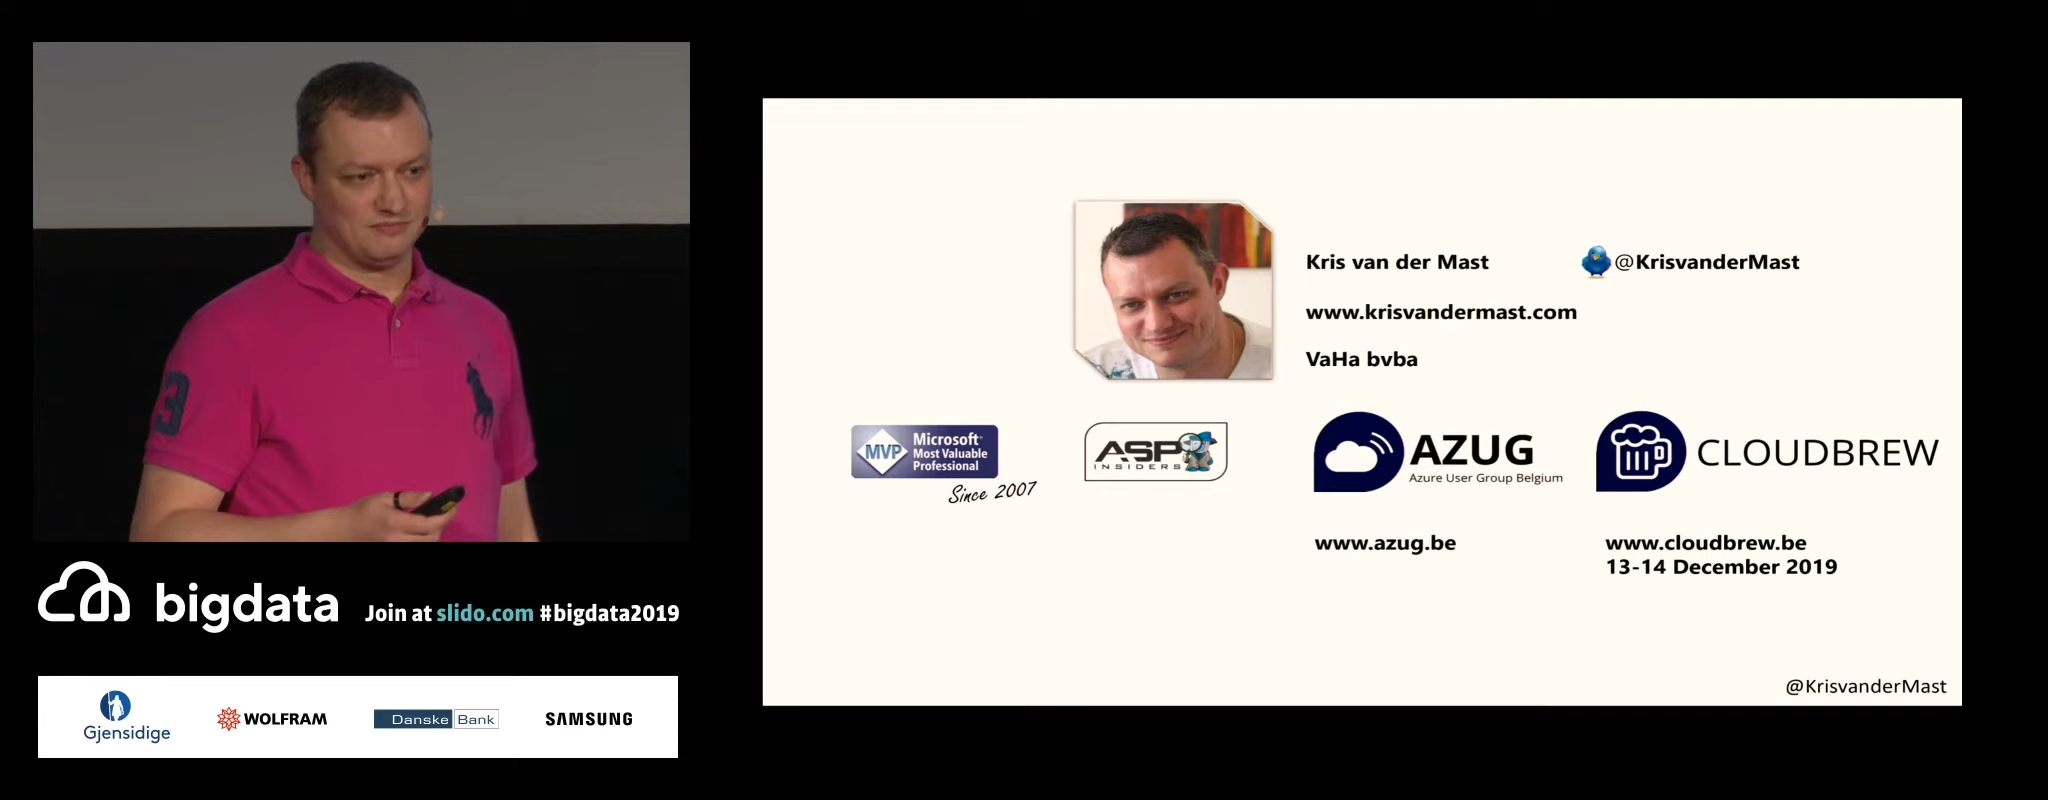 3
bigdata
Join at slido.com #bigdata2019
Gjensidige
WOLFRAM
Danske Bank
SAMSUNG
Kris van der Mast
@KrisvanderMast
www.krisvandermast.com
VaHa bvba
MVP
Microsoft®
Most Valuable
Professional
Since 2007
ASP
INSIDERS
AZUG
Azure User Group Belgium
CLOUDBREW
www.azug.be
www.cloudbrew.be
13-14 December 2019
@KrisvanderMast